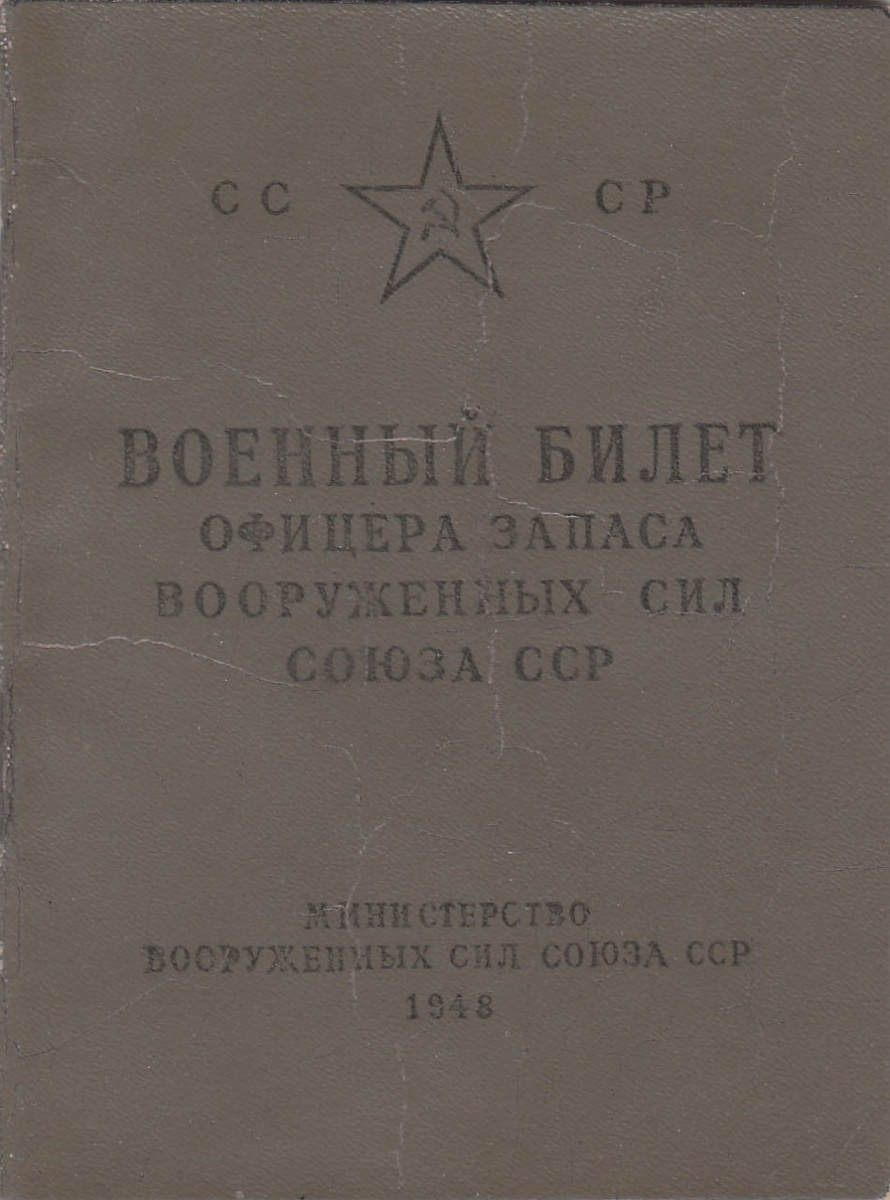 СС СР
ВОЕННЫЙ БИЛЕТ
ОФИЦЕРА ЗАПАСА
ВООРУЖЕННЫХ СИЛ
СОЮЗА ССР
МИНИСТЕРСТВО
ВООРУЖЕННЫХ СИЛ СОЮЗА ССР
1948